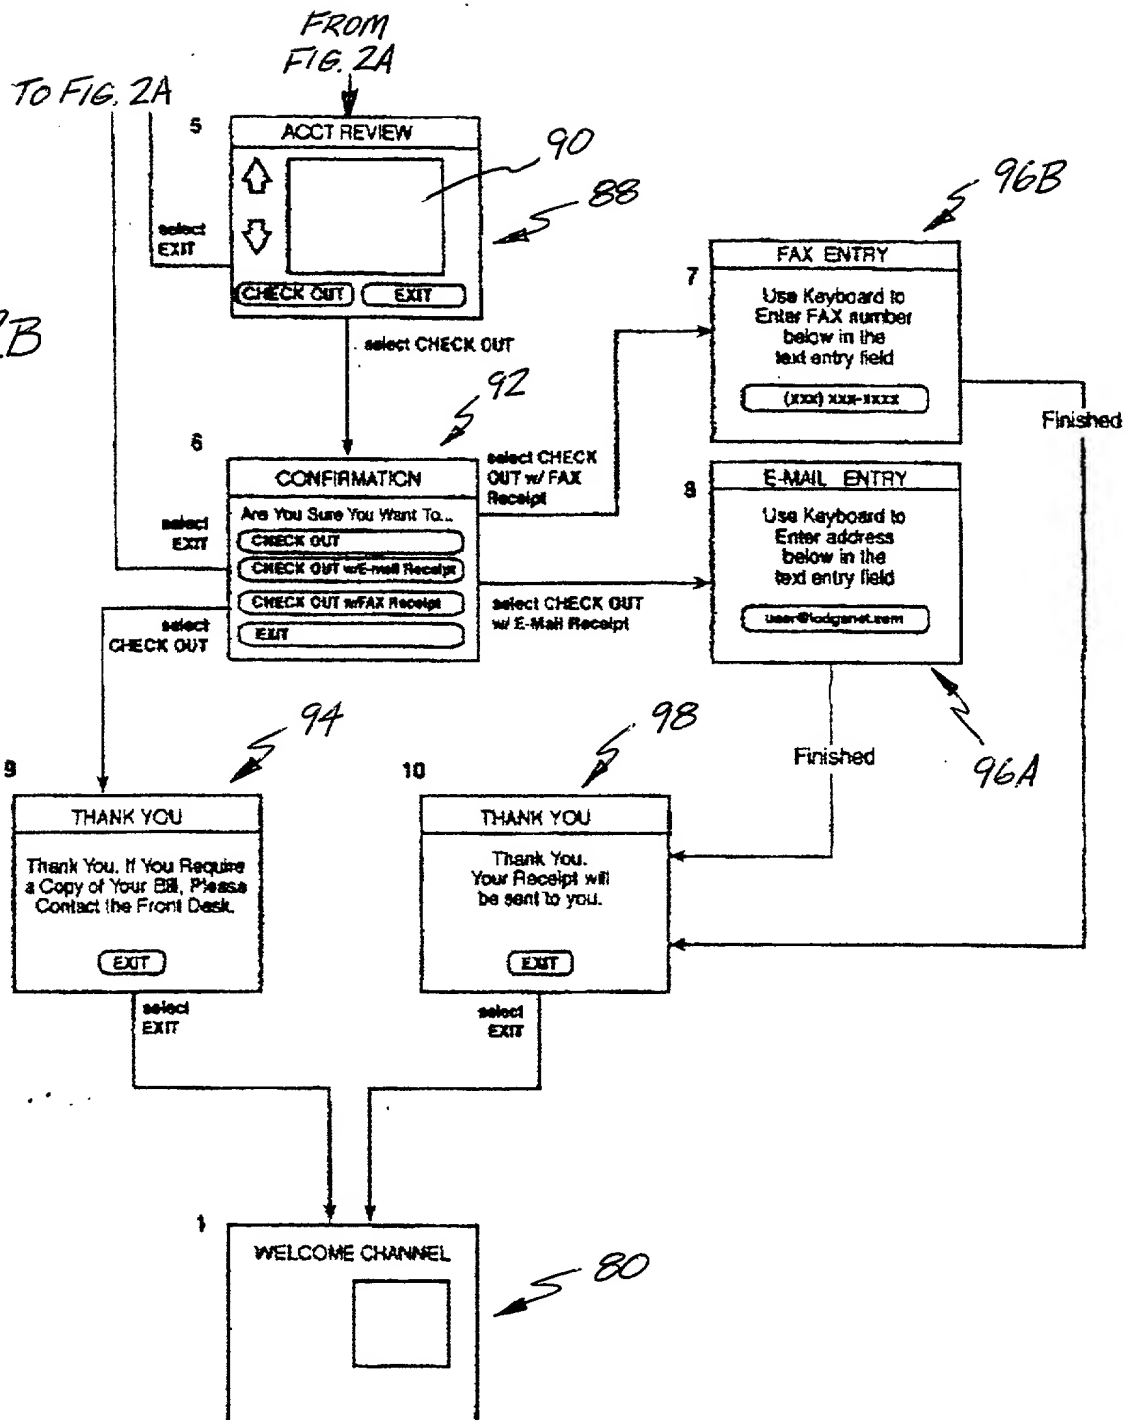 FROM
FIG. 2A
TO FIG. 2A
5
ACCT REVIEW
90
88
select
EXIT
CHECK OUT
EXIT
2B
select CHECK OUT
96B
7
FAX ENTRY
Use Keyboard to
Enter FAX number
below in the
text entry field
(xxx) xxx-xxxx
Finished
92
6
CONFIRMATION
Are You Sure You Want To...
CHECK OUT
CHECK OUT w/E-mail Receipt
CHECK OUT w/FAX Receipt
EXIT
select
EXIT
select CHECK
OUT w/ FAX
Receipt
select CHECK OUT
w/ E-Mail Receipt
select
CHECK OUT
8
E-MAIL ENTRY
Use Keyboard to
Enter address
below in the
text entry field
user@lodgenet.com
96A
Finished
94
9
THANK YOU
Thank You. If You Require
a Copy of Your Bill, Please
Contact the Front Desk.
EXIT
select
EXIT
98
10
THANK YOU
Thank You.
Your Receipt will
be sent to you.
EXIT
select
EXIT
1
WELCOME CHANNEL
80